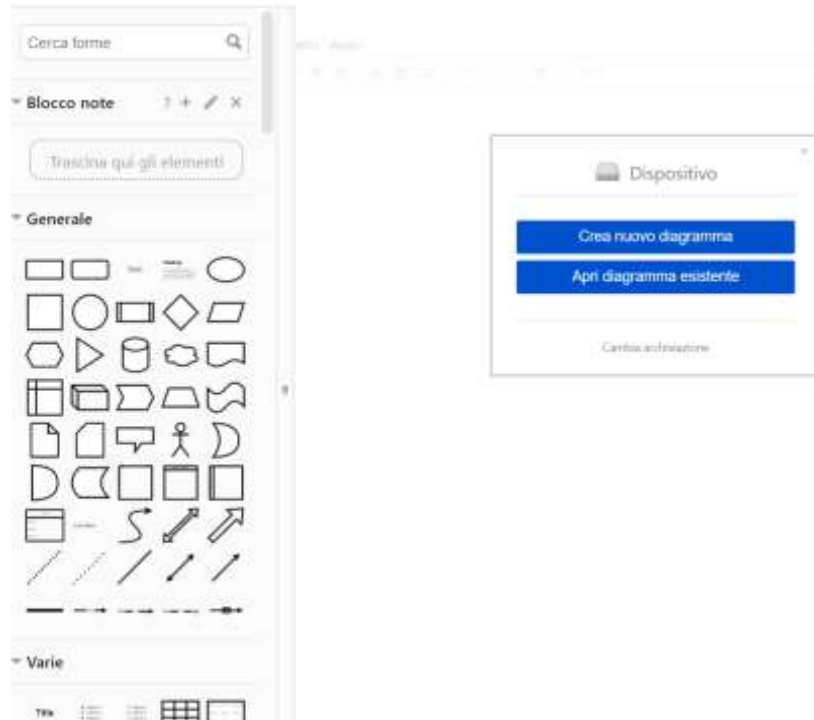 Cerca forme
Blocco note
?
Trascina qui gli elementi
Generale
Varie
Title
Dispositivo
Crea nuovo diagramma
Apri diagramma esistente
Cambia archiviazione